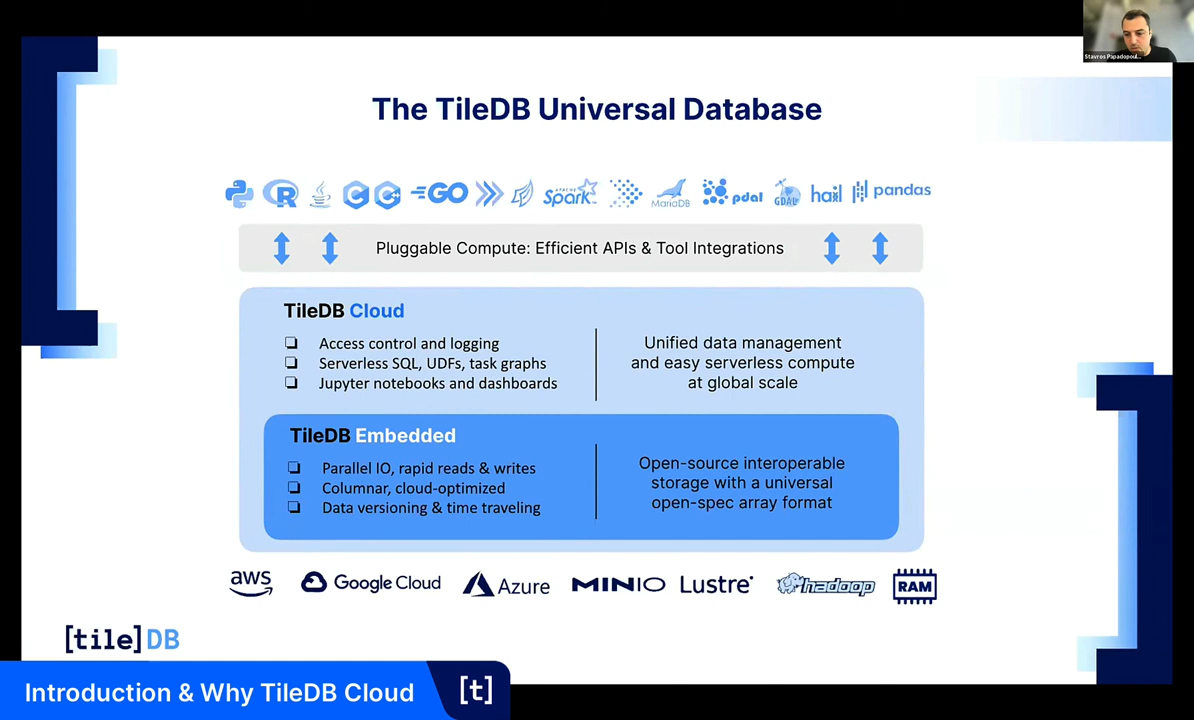 Stavros Papadopoul...
The TileDB Universal Database
R
C C++ GO APACHE Spark MariaDB pdal GDAL hail pandas
Pluggable Compute: Efficient APIs & Tool Integrations
TileDB Cloud
Access control and logging
Serverless SQL, UDFs, task graphs
Jupyter notebooks and dashboards
Unified data management
and easy serverless compute
at global scale
TileDB Embedded
Parallel IO, rapid reads & writes
Columnar, cloud-optimized
Data versioning & time traveling
Open-source interoperable
storage with a universal
open-spec array format
aws Google Cloud Azure MINIO Lustre hadoop RAM
[tile]DB
Introduction & Why TileDB Cloud [t]